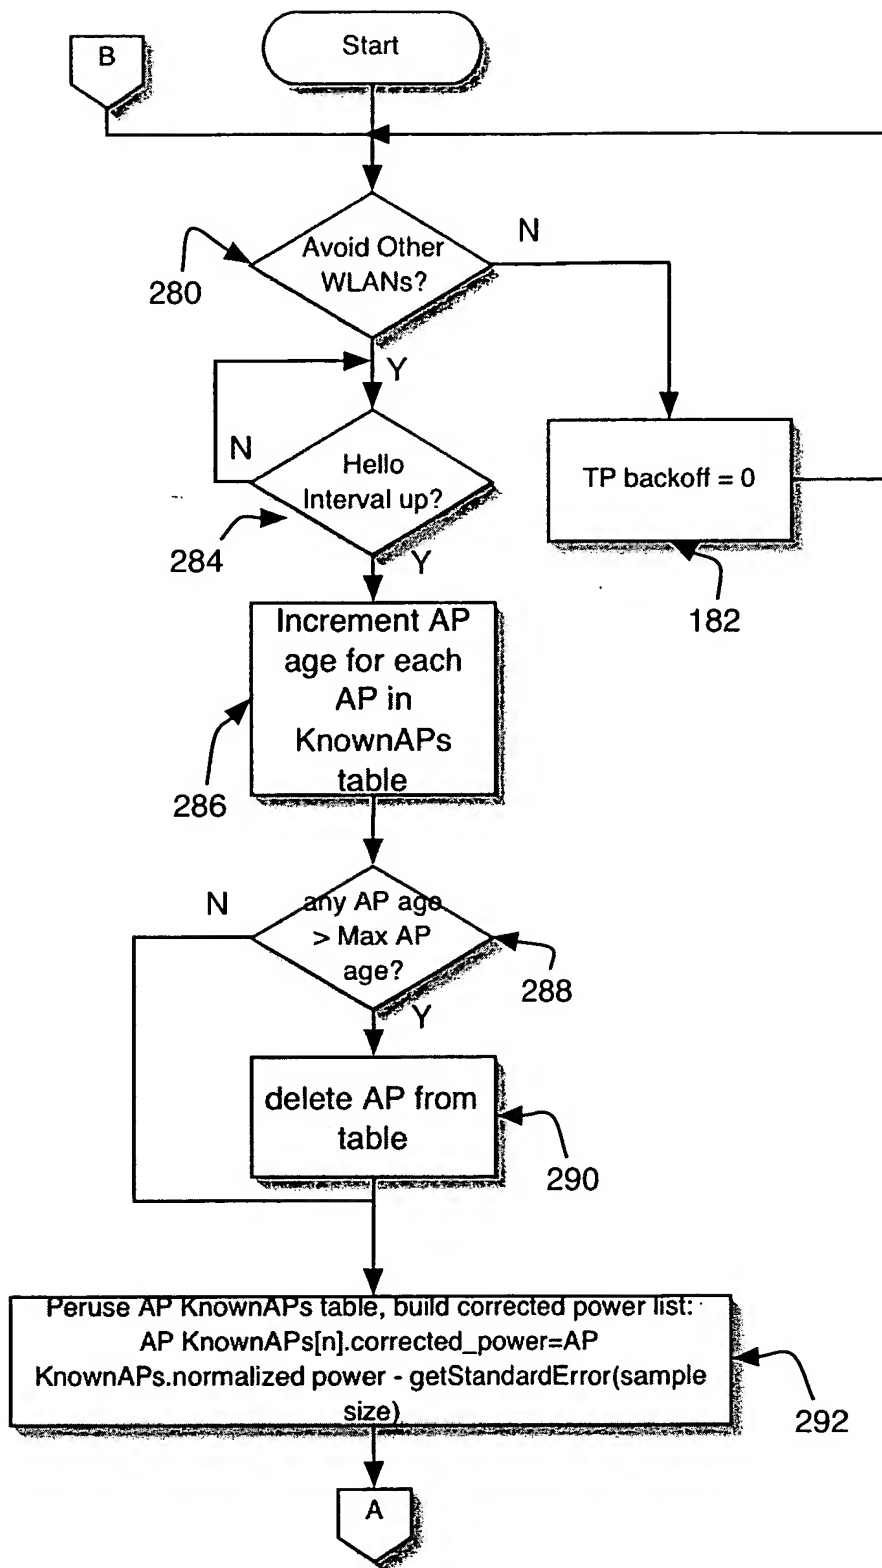 B
Start
Avoid Other
WLANs?
N
280
Y
N
Hello
Interval up?
TP backoff = 0
284
Y
182
Increment AP
age for each
AP in
KnownAPs
table
286
N
any AP age
> Max AP
age?
288
Y
delete AP from
table
290
Peruse AP KnownAPs table, build corrected power list:
AP KnownAPs[n].corrected_power=AP
KnownAPs.normalized power - getStandardError(sample
size)
292
A